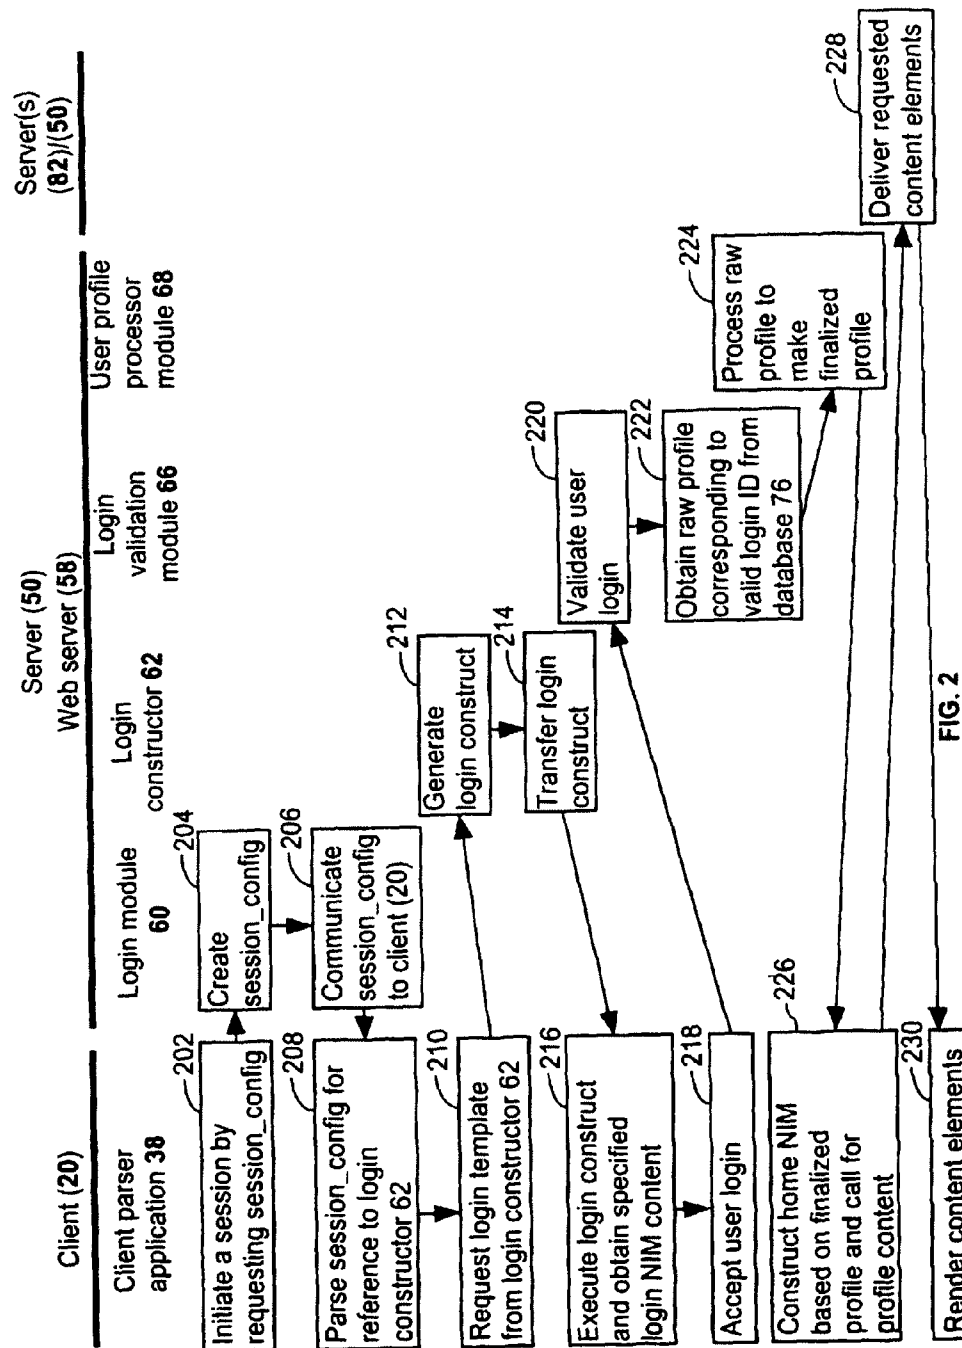 Client (20)
Server (50)
Web server (58)
Server(s)
(82)/(50)
Client parser
application 38
Login module
60
Login
constructor 62
Login
validation
module 66
User profile
processor
module 68
202
Initiate a session by
requesting session_config
204
Create
session_config
206
Communicate
session_config
to client (20)
208
Parse session_config for
reference to login
constructor 62
210
Request login template
from login constructor 62
212
Generate
login construct
214
Transfer login
construct
216
Execute login construct
and obtain specified
login NIM content
218
Accept user login
220
Validate user
login
222
Obtain raw profile
corresponding to
valid login ID from
database 76
224
Process raw
profile to
make
finalized
profile
226
Construct home NIM
based on finalized
profile and call for
profile content
228
Deliver requested
content elements
230
Render content elements
FIG. 2